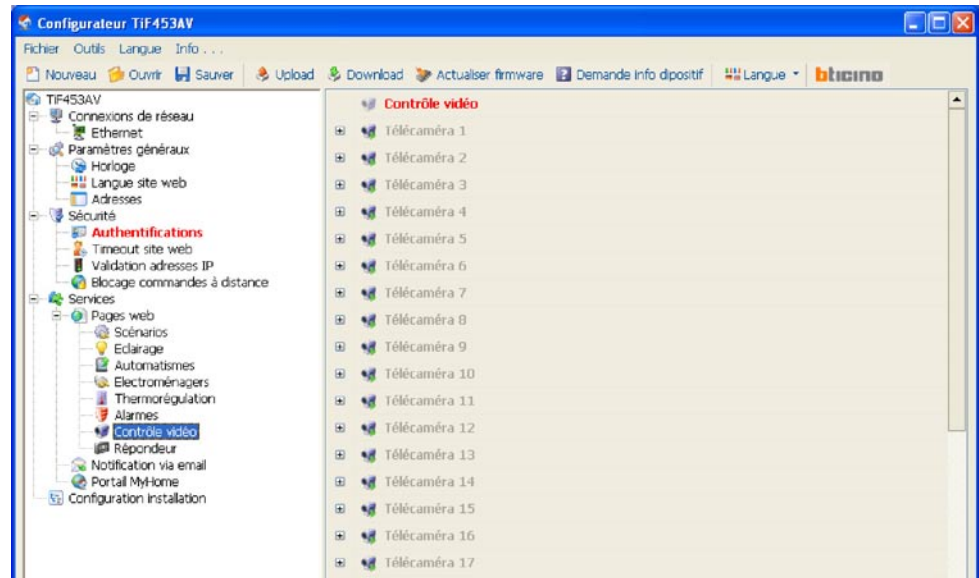 Configurateur TiF453AV
Fichier Outils Langue Info . . .
Nouveau Ouvrir Sauver Upload Download Actualiser firmware Demande info dipositif Langue bticino
TiF453AV
Connexions de réseau
Ethernet
Paramètres généraux
Horloge
Langue site web
Adresses
Sécurité
Authentifications
Timeout site web
Validation adresses IP
Blocage commandes à distance
Services
Pages web
Scénarios
Eclairage
Automatismes
Electroménagers
Thermorégulation
Alarmes
Contrôle vidéo
Répondeur
Notification via email
Portail MyHome
Configuration installation
Contrôle vidéo
Télécaméra 1
Télécaméra 2
Télécaméra 3
Télécaméra 4
Télécaméra 5
Télécaméra 6
Télécaméra 7
Télécaméra 8
Télécaméra 9
Télécaméra 10
Télécaméra 11
Télécaméra 12
Télécaméra 13
Télécaméra 14
Télécaméra 15
Télécaméra 16
Télécaméra 17